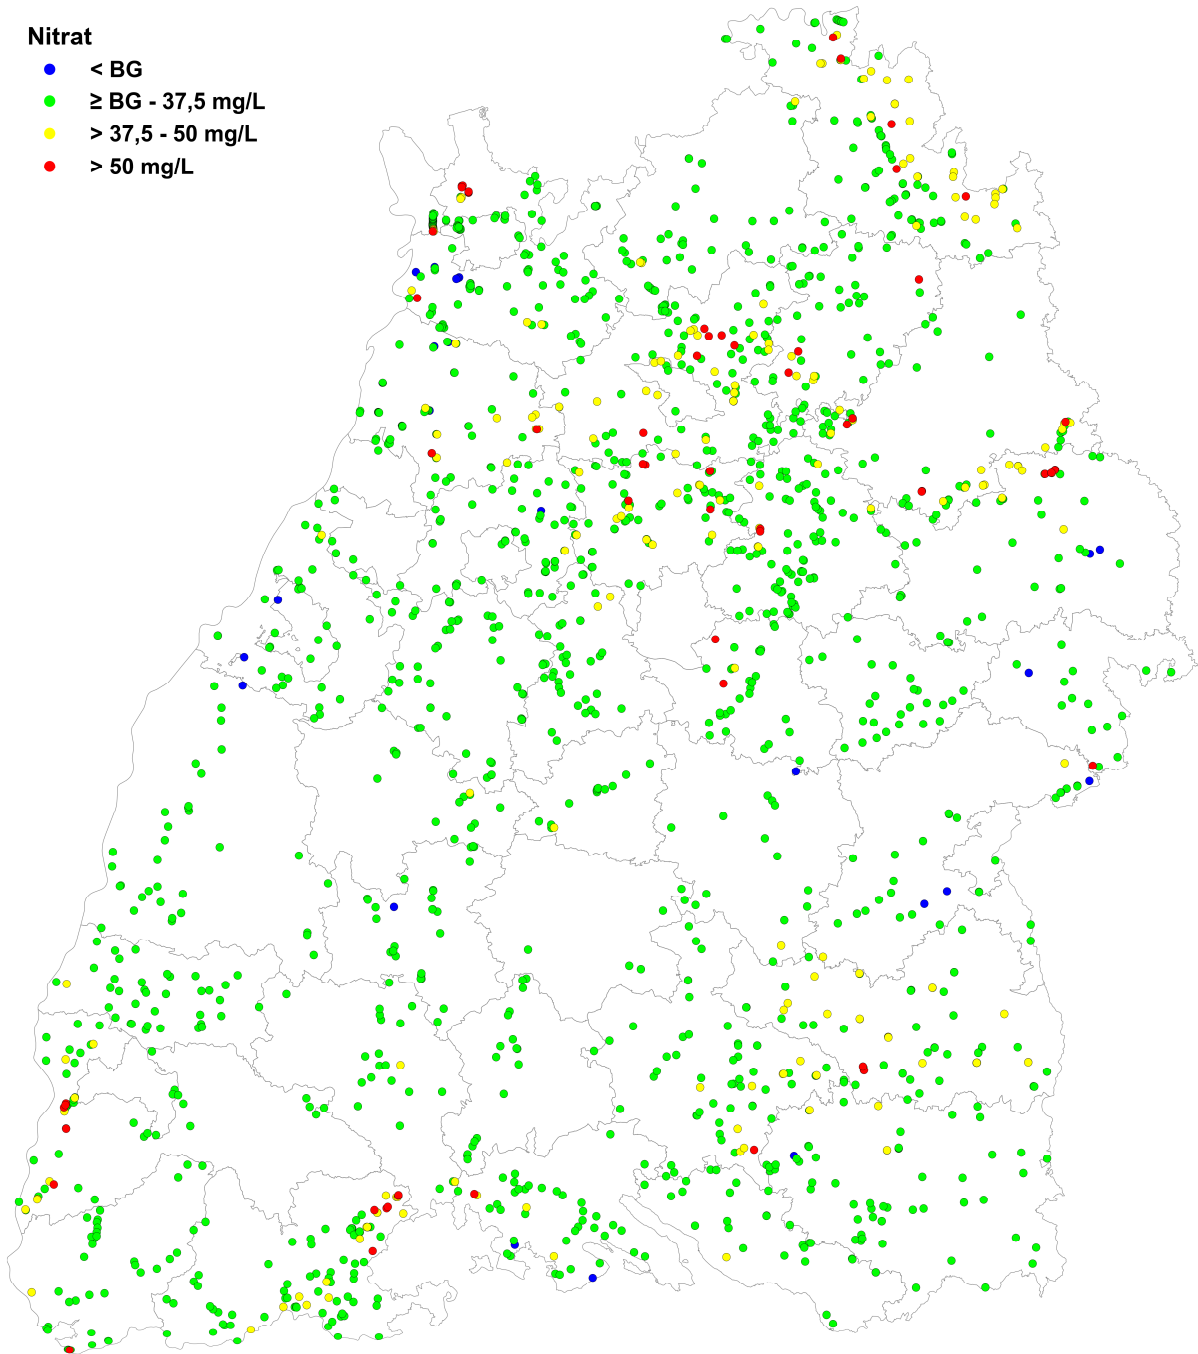 Nitrat
< BG
≥ BG - 37,5 mg/L
> 37,5 - 50 mg/L
> 50 mg/L